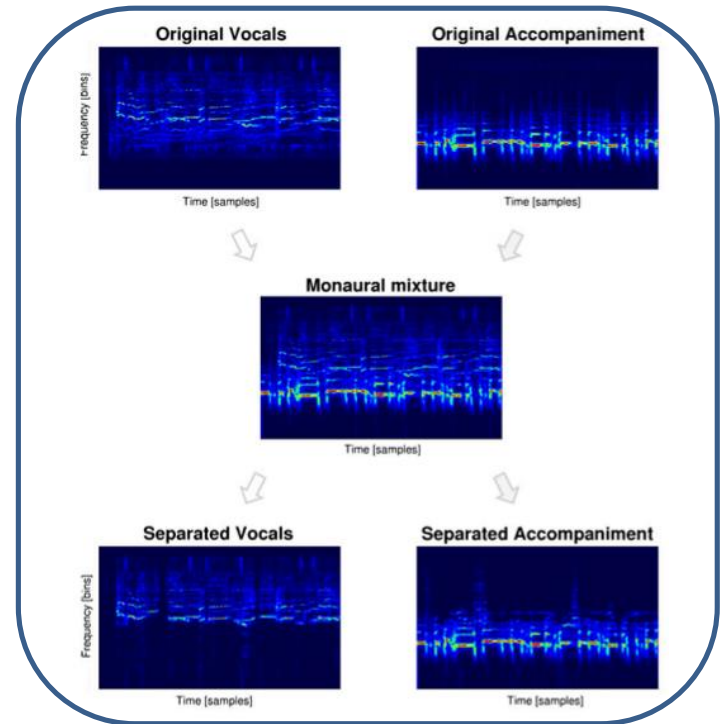 Original Vocals
Original Accompaniment
Frequency [bins]
Time [samples]
Time [samples]
Monaural mixture
Time [samples]
Separated Vocals
Separated Accompaniment
Frequency [bins]
Time [samples]
Time [samples]